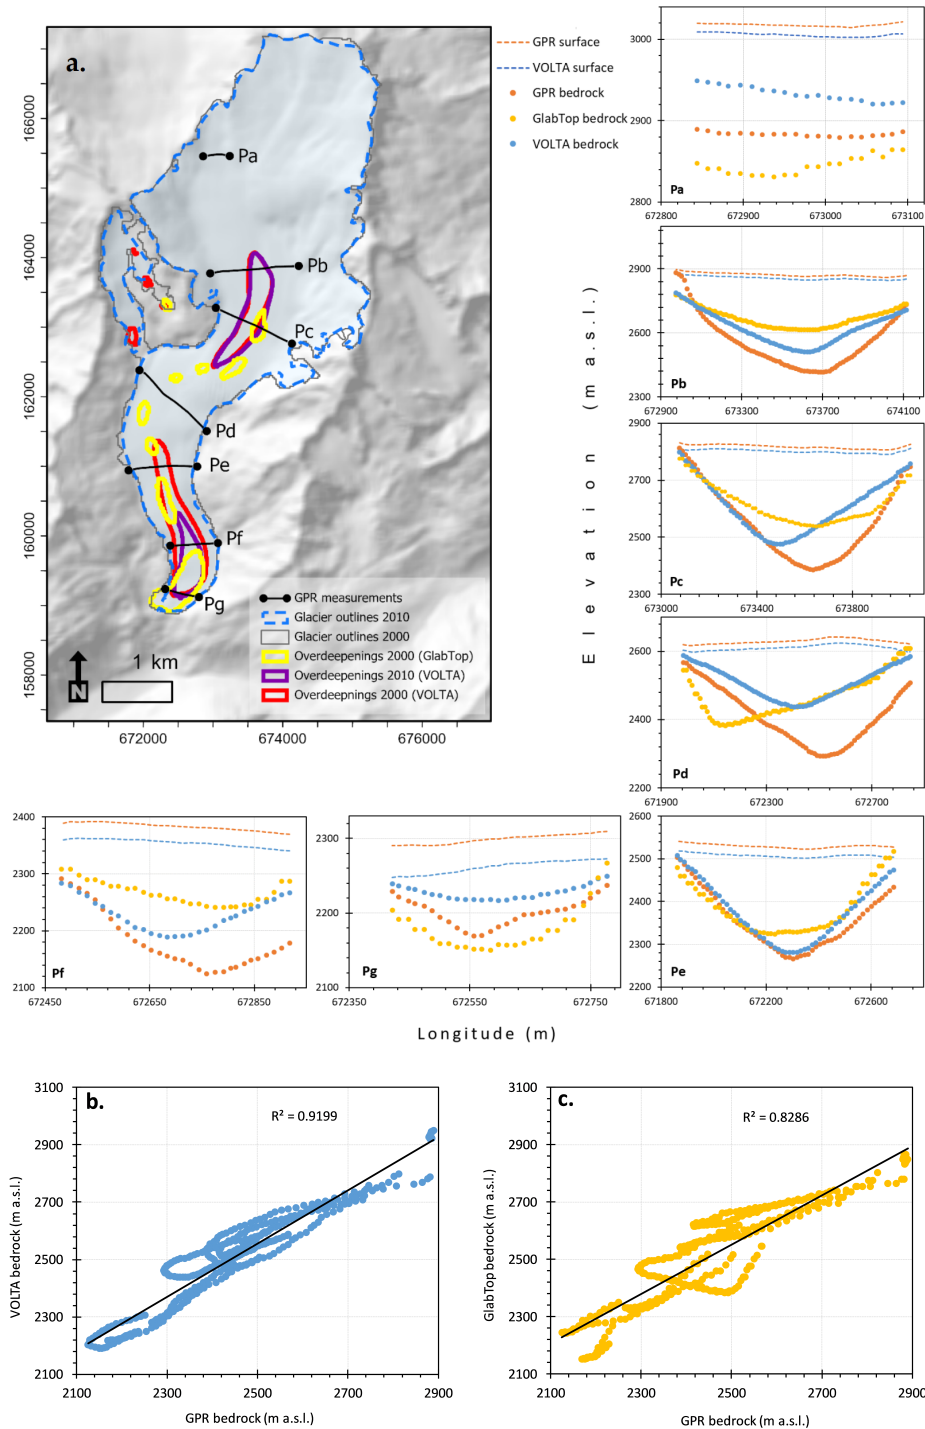 a.
166000
164000
162000
160000
158000
672000
674000
676000
Pa
Pb
Pc
Pd
Pe
Pf
Pg
N
1 km
GPR measurements
Glacier outlines 2010
Glacier outlines 2000
Overdeepenings 2000 (GlabTop)
Overdeepenings 2010 (VOLTA)
Overdeepnings 2000 (VOLTA)
GPR surface
VOLTA surface
GPR bedrock
GlabTop bedrock
VOLTA bedrock
Elevation (m a.s.l.)
3000
2900
2800
Pa
672800
672900
673000
673100
2900
2600
2300
Pb
672900
673300
673700
674100
2900
2700
2500
2300
Pc
673000
673400
673800
2600
2400
2200
Pd
671900
672300
672700
2600
2500
2400
2300
2200
2100
Pe
671800
672200
672600
2400
2300
2200
2100
Pf
672450
672650
672850
2300
2200
2100
Pg
672350
672550
672750
Longitude (m)
b.
R² = 0.9199
VOLTA bedrock (m a.s.l.)
3100
2900
2700
2500
2300
2100
2100
2300
2500
2700
2900
GPR bedrock (m a.s.l.)
c.
R² = 0.8286
GlabTop bedrock (m a.s.l.)
3100
2900
2700
2500
2300
2100
2100
2300
2500
2700
2900
GPR bedrock (m a.s.l.)